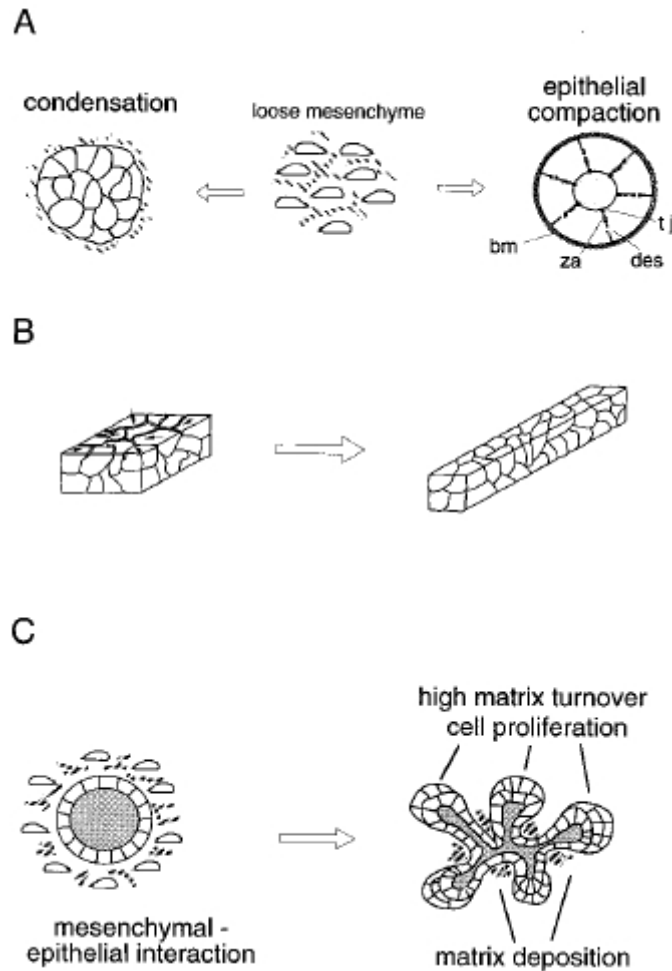 A
condensation
loose mesenchyme
epithelial
compaction
bm
za
des
t j
B
C
high matrix turnover
cell proliferation
mesenchymal -
epithelial interaction
matrix deposition